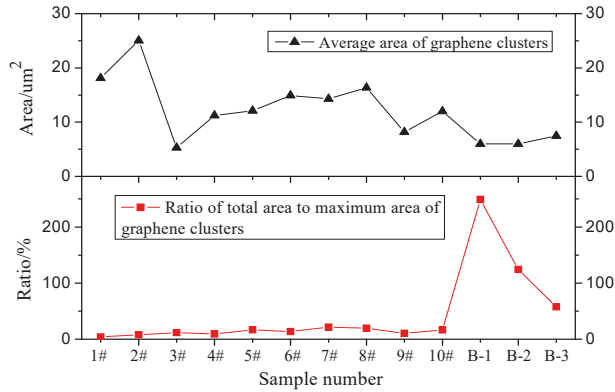 30
30
Average area of graphene clusters
20
20
Area/um²
10
10
0
0
Ratio of total area to maximum area of
graphene clusters
200
200
Ratio/%
100
100
0
0
1# 2# 3# 4# 5# 6# 7# 8# 9# 10# B-1 B-2 B-3
Sample number